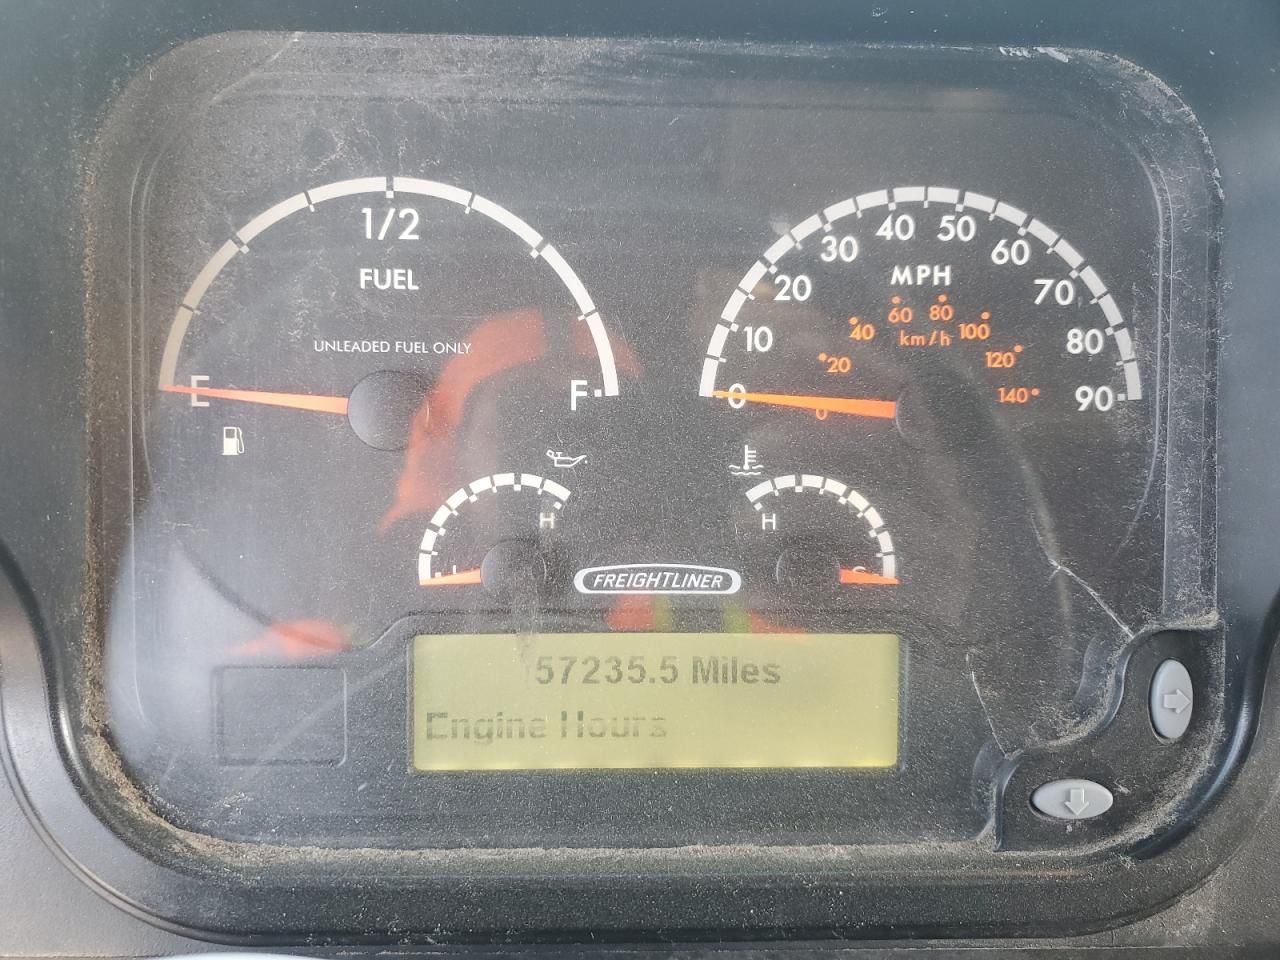 1/2
FUEL
UNLEADED FUEL ONLY
E
F
0
10
20
30
40
50
60
70
80
90
MPH
20
40
60
80
100
120
140
km/h
0
H
H
FREIGHTLINER
57235.5 Miles
Engine Hours